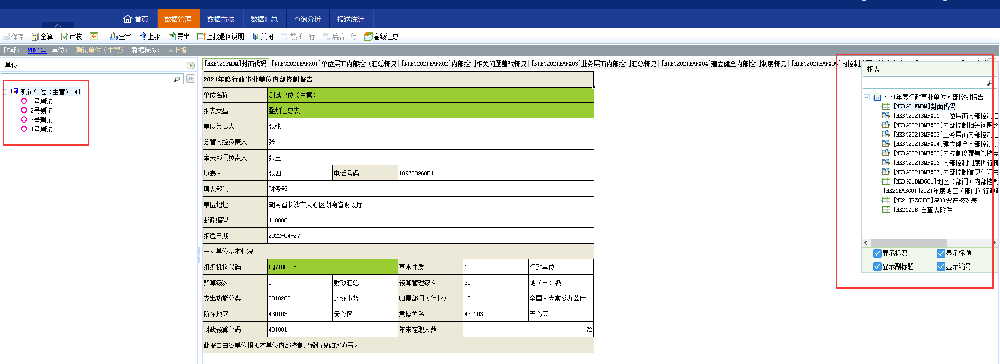 首页 数据管理 数据审核 数据汇总 查询分析 报送统计
保存 全算 审核 全审 上报 导出 上报退回说明 关闭 前插一行 后插一行 高级汇总
时期： 2021年 单位： 测试单位（主管） 数据状态： 未上报
单位
测试单位（主管）[4]
1号测试
2号测试
3号测试
4号测试
[NKBG21FMDM]封面代码 [NKBG2021BMFX01]单位层面内部控制汇总情况 [NKBG2021BMFX02]内部控制相关问题整改情况 [NKBG2021BMFX03]业务层面内部控制汇总情况 [NKBG2021BMFX04]建立健全内部控制制度情况 [NKBG2021BMFX05]内控制
2021年度行政事业单位内部控制报告
单位名称 测试单位（主管）
报表类型 叠加汇总表
单位负责人 张张
分管内控负责人 张二
牵头部门负责人 张三
填表人 张四 电话号码 18975896854
填表部门 财务部
单位地址 湖南省长沙市天心区湖南省财政厅
邮政编码 410000
报送日期 2022-04-27
一、单位基本情况
组织机构代码 DQ7100008 基本性质 10 行政单位
预算级次 0 财政汇总 预算管理级次 30 地（市）级
支出功能分类 2010200 政协事务 归属部门（行业） 101 全国人大常委办公厅
所在地区 430103 天心区 隶属关系 430103 天心区
财政预算代码 401001 年末在职人数 72
此报告由各单位根据本单位内部控制建设情况如实填写。
报表
2021年度行政事业单位内部控制报告
[NKBG21FMDM]封面代码
[NKBG2021BMFX01]单位层面内部控制汇
[NKBG2021BMFX02]内部控制相关问题整
[NKBG2021BMFX03]业务层面内部控制汇
[NKBG2021BMFX04]建立健全内部控制制
[NKBG2021BMFX05]内控制度覆盖管控点
[NKBG2021BMFX06]内部控制制度执行情
[NKBG2021BMFX07]内部控制信息化汇总
[NKBG21BMBG01]地区（部门）内部控制
[NK21BMBG01]2021年度地区（部门）行政事
[NK21JSZCHDB]决算资产核对表
[NK21ZCB]自查表附件
显示标识 显示标题
显示副标题 显示编号